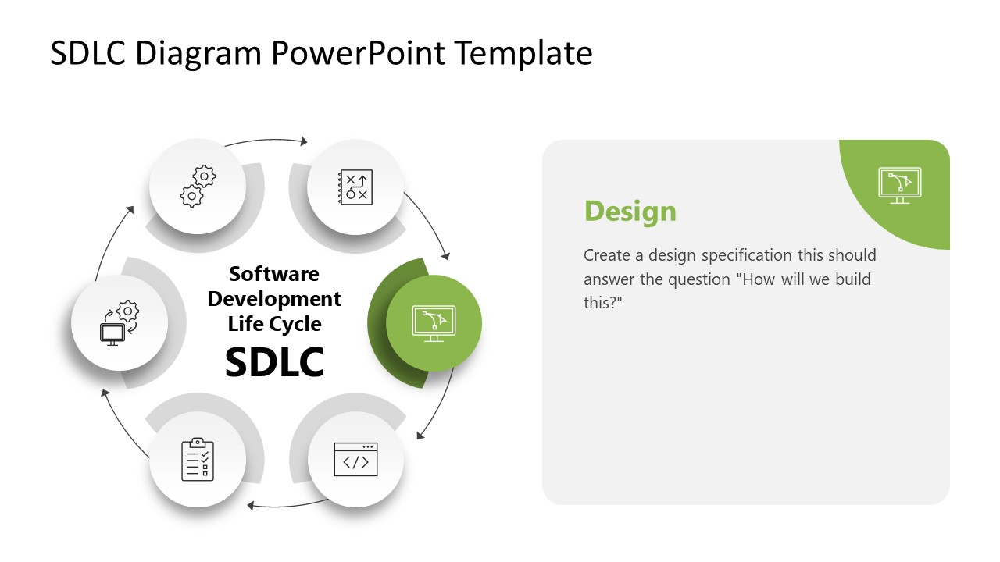 SDLC Diagram PowerPoint Template
Software
Development
Life Cycle
SDLC
Design
Create a design specification this should
answer the question "How will we build
this?"